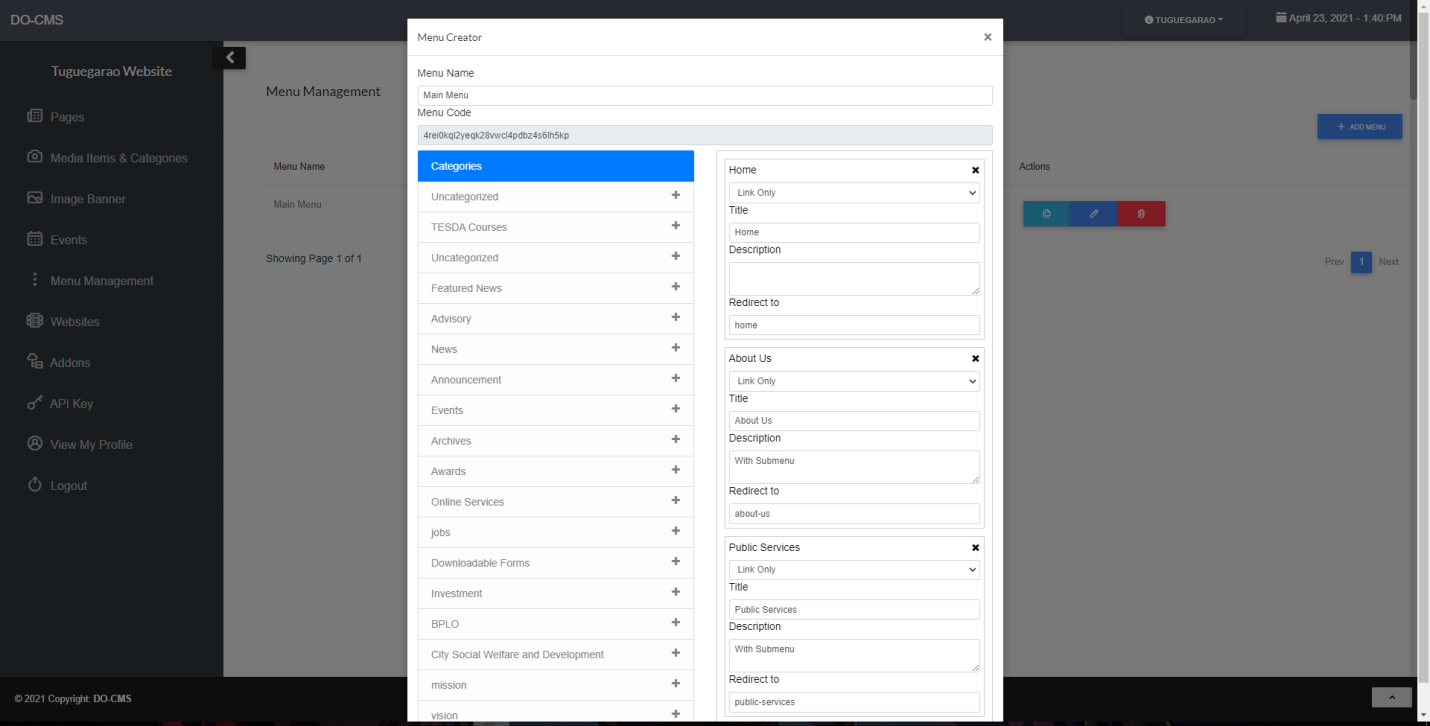 DO-CMS
TUGUEGARAO
April 23, 2021 - 1:40:PM
Tuguegarao Website
Pages
Media Items & Categories
Image Banner
Events
Menu Management
Websites
Addons
API Key
View My Profile
Logout
Menu Management
+ ADD MENU
Menu Name
Actions
Main Menu
Showing Page 1 of 1
Prev 1 Next
Menu Creator
×
Menu Name
Main Menu
Menu Code
4rei0kql2yeqk28vwcl4pdbz4s6lh5kp
Categories
Uncategorized
TESDA Courses
Uncategorized
Featured News
Advisory
News
Announcement
Events
Archives
Awards
Online Services
jobs
Downloadable Forms
Investment
BPLO
City Social Welfare and Development
mission
vision
Home
Link Only
Title
Home
Description
Redirect to
home
About Us
Link Only
Title
About Us
Description
With Submenu
Redirect to
about-us
Public Services
Link Only
Title
Public Services
Description
With Submenu
Redirect to
public-services
© 2021 Copyright: DO-CMS